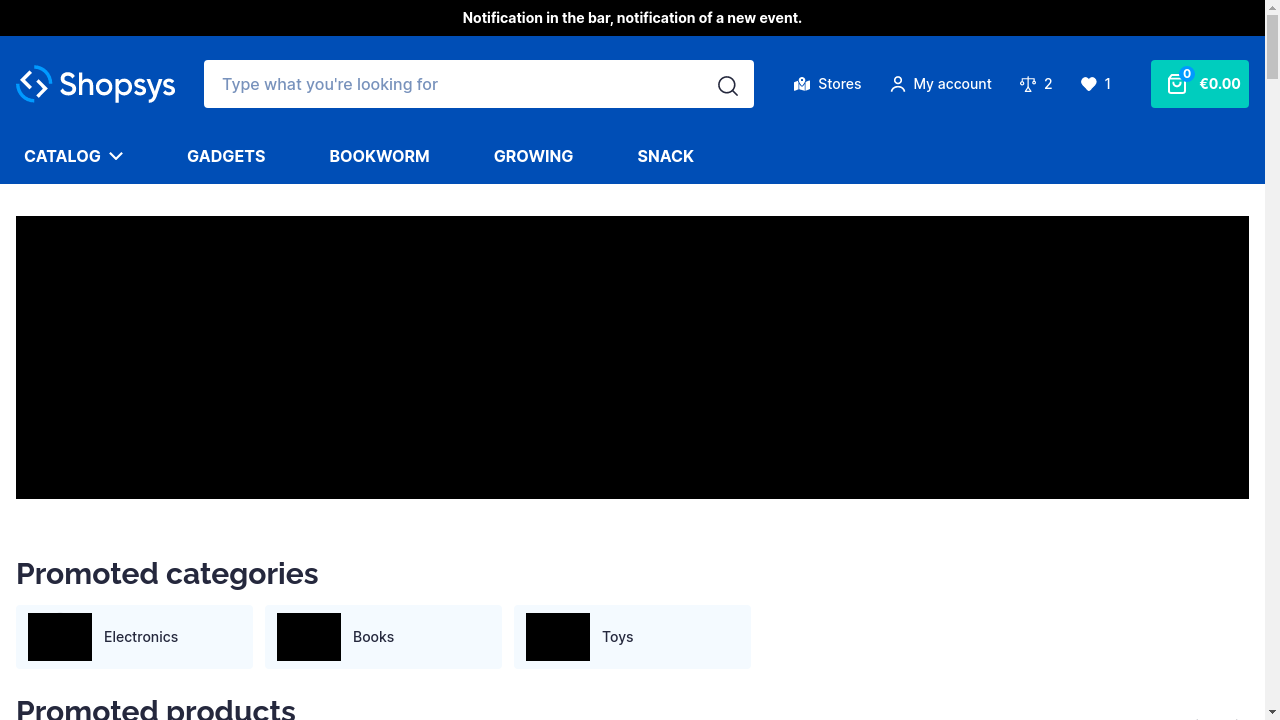 Notification in the bar, notification of a new event.
Shopsys
Type what you're looking for
Stores
My account
2
1
0
€0.00
CATALOG
GADGETS
BOOKWORM
GROWING
SNACK
Promoted categories
Electronics
Books
Toys
Promoted products